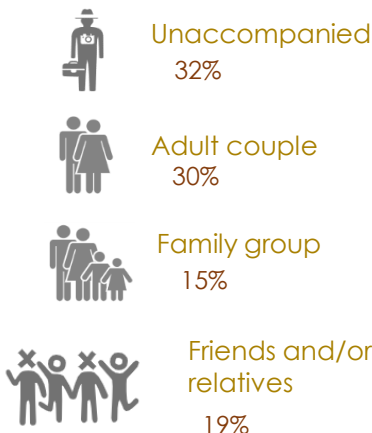 Unaccompanied
32%
Adult couple
30%
Family group
15%
Friends and/or
relatives
19%